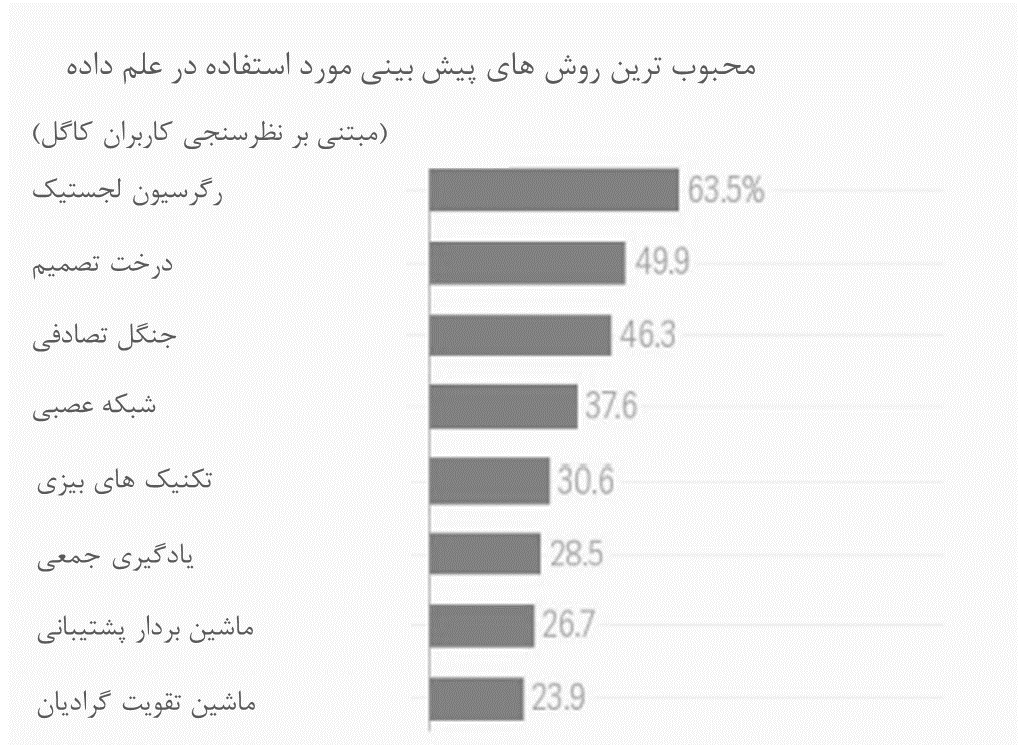 محبوب ترین روش های پیش بینی مورد استفاده در علم داده
(مبتنی بر نظرسنجی کاربران کاگل)
رگرسیون لجستیک 63.5%
درخت تصمیم 49.9
جنگل تصادفی 46.3
شبکه عصبی 37.6
تکنیک های بیزی 30.6
یادگیری جمعی 28.5
ماشین بردار پشتیبانی 26.7
ماشین تقویت گرادیان 23.9